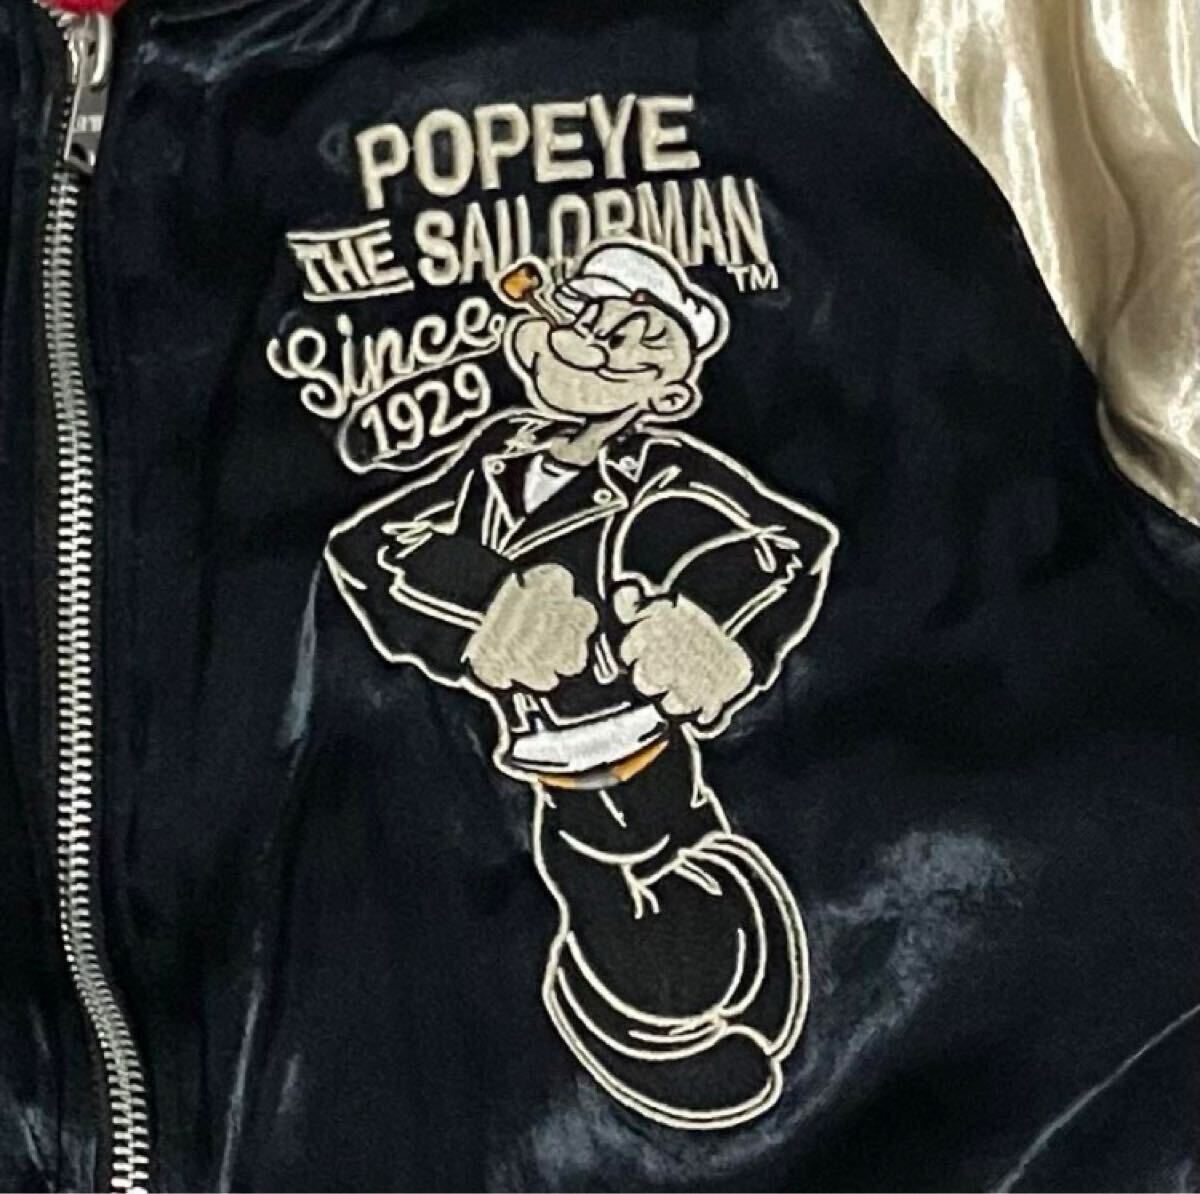 POPEYE
THE SAILORMAN
TM
Since
1929